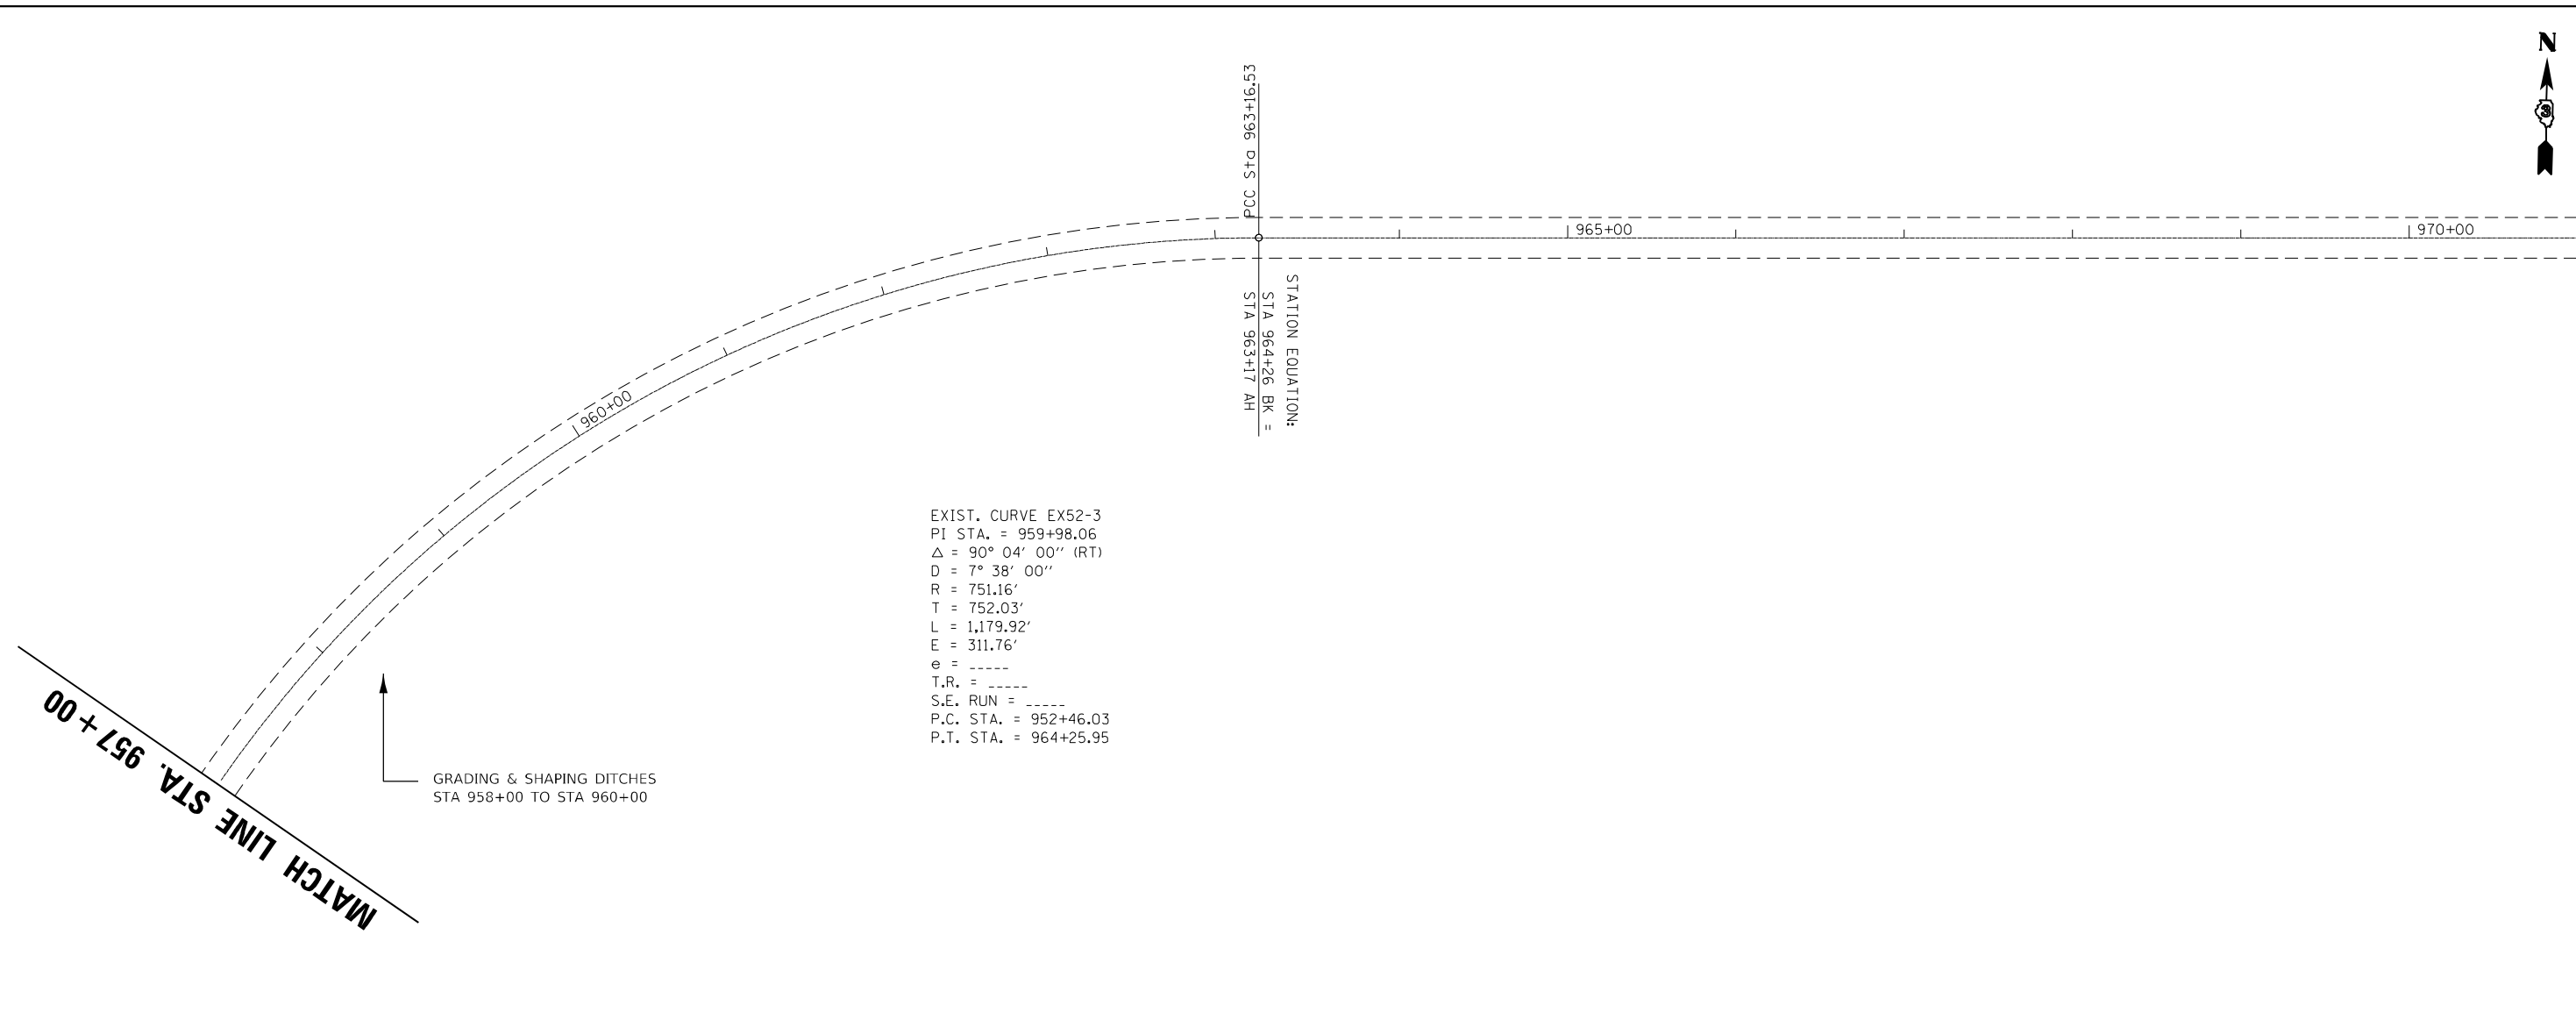 N
3
PCC Sta 963+16.53
965+00
970+00
STATION EQUATION:
STA 964+26 BK =
STA 963+17 AH
960+00
EXIST. CURVE EX52-3
PI STA. = 959+98.06
△ = 90° 04' 00'' (RT)
D = 7° 38' 00''
R = 751.16'
T = 752.03'
L = 1,179.92'
E = 311.76'
e = _____
T.R. = _____
S.E. RUN = _____
P.C. STA. = 952+46.03
P.T. STA. = 964+25.95
MATCH LINE STA. 957+00
GRADING & SHAPING DITCHES
STA 958+00 TO STA 960+00